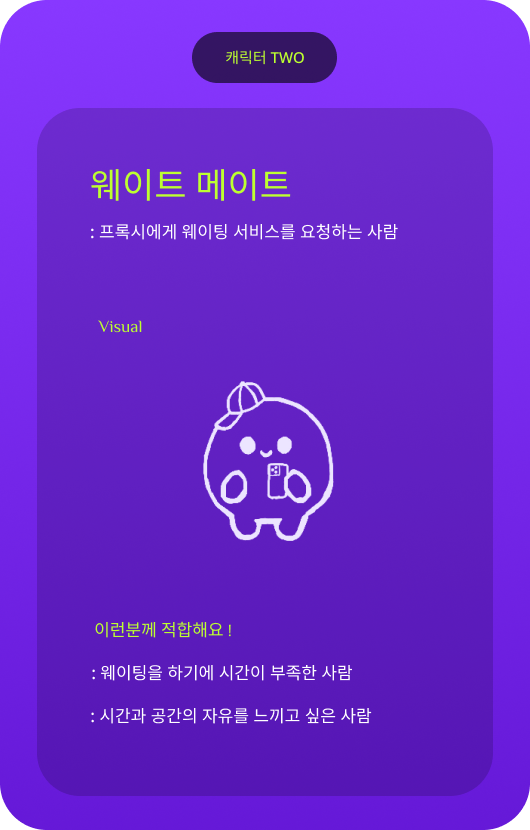 캐릭터 TWO
웨이트 메이트
: 프록시에게 웨이팅 서비스를 요청하는 사람
Visual
이런분께 적합해요 !
: 웨이팅을 하기에 시간이 부족한 사람
: 시간과 공간의 자유를 느끼고 싶은 사람